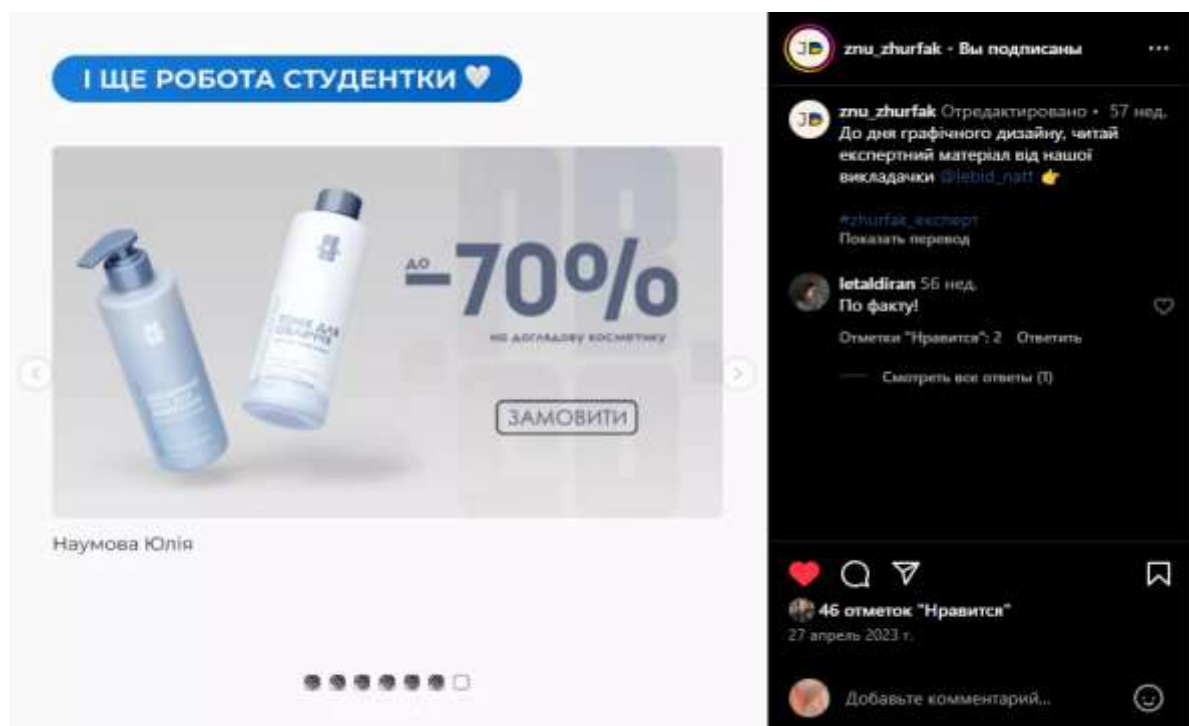 І ЩЕ РОБОТА СТУДЕНТКИ 🤍
ДО
–70%
на доглядову косметику
ЗАМОВИТИ
Наумова Юлія
znu_zhurfak · Вы подписаны
znu_zhurfak Отредактировано · 57 нед.
До дня графічного дизайну, читай
експертний матеріал від нашої
викладачки @lebid_natt 👉
#zhurfak_експерт
Показать перевод
letaldiran 56 нед.
По факту!
Отметки "Нравится": 2 Ответить
Смотреть все ответы (1)
46 отметок "Нравится"
27 апрель 2023 г.
Добавьте комментарий...